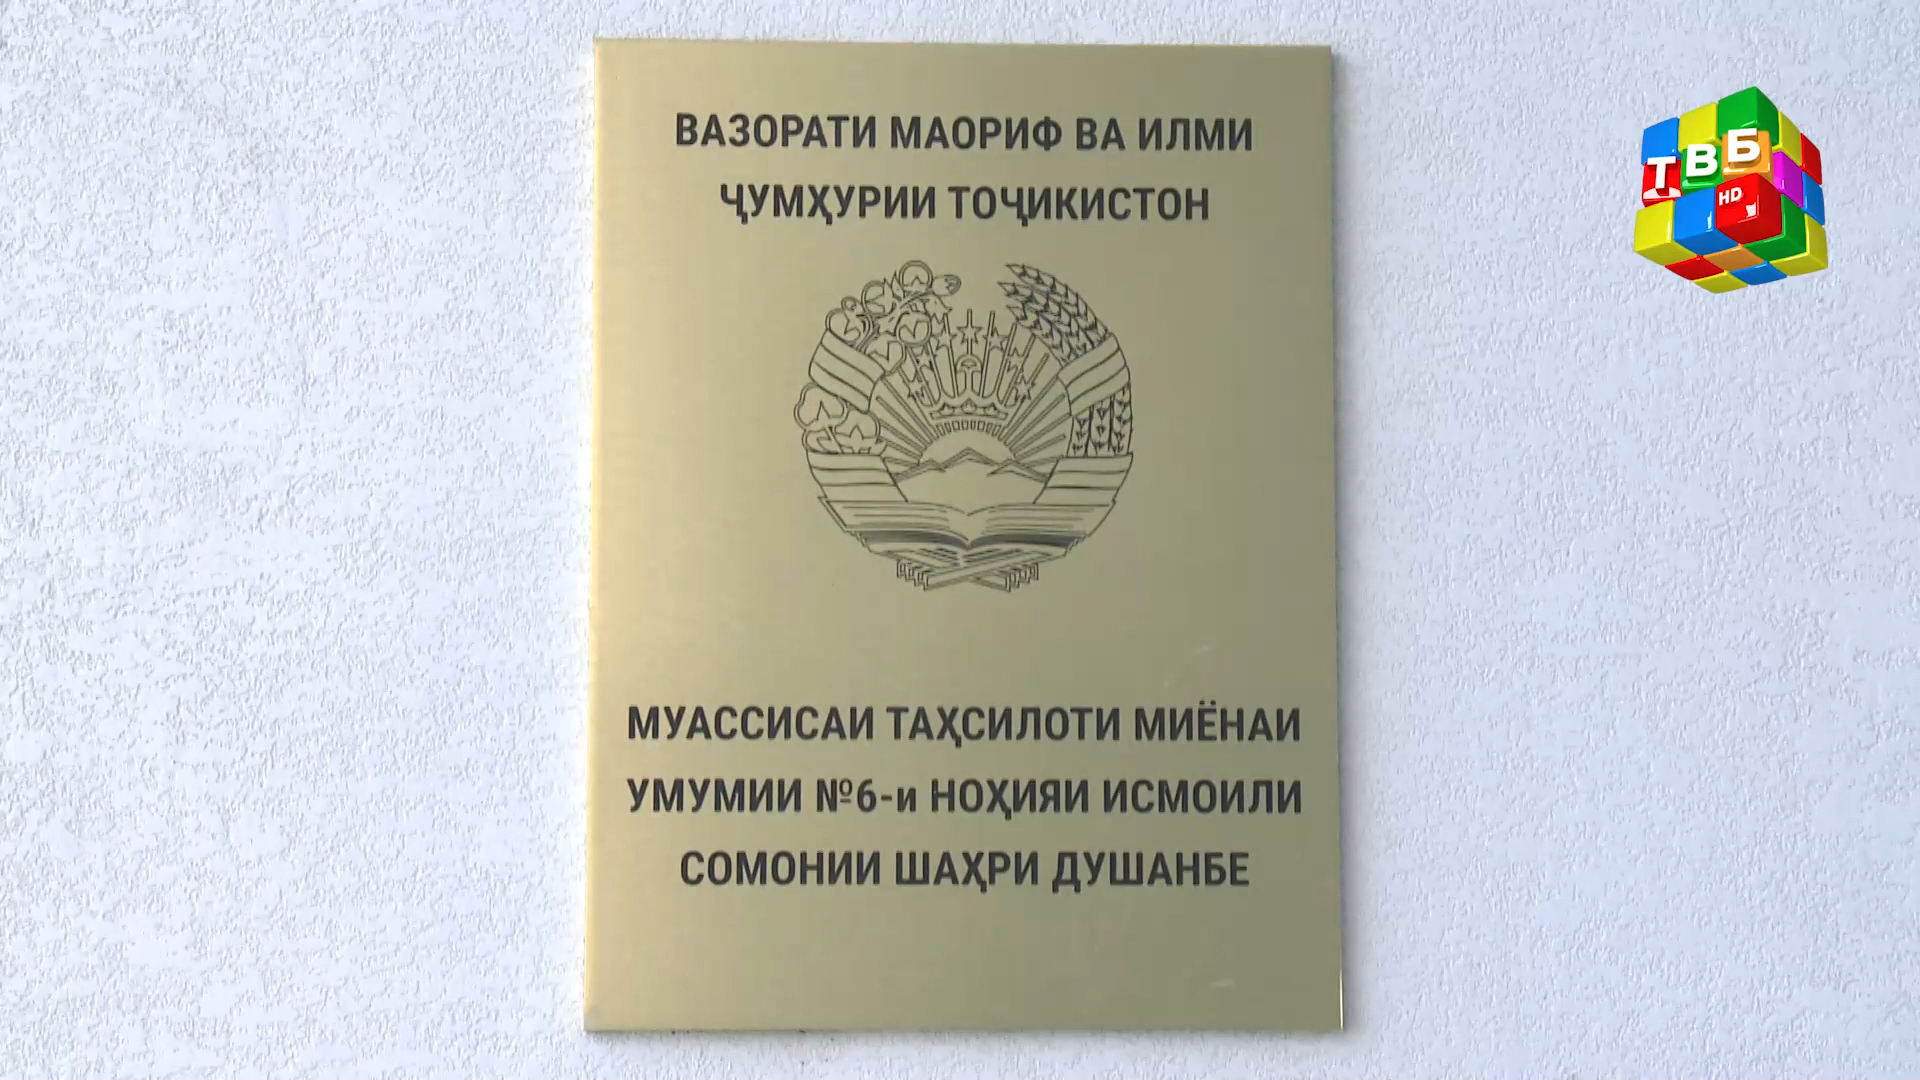 ВАЗОРАТИ МАОРИФ ВА ИЛМИ
ҶУМҲУРИИ ТОҶИКИСТОН
МУАССИСАИ ТАҲСИЛОТИ МИЁНАИ
УМУМИИ №6-и НОҲИЯИ ИСМОИЛИ
СОМОНИИ ШАҲРИ ДУШАНБЕ
ТВБ
HD